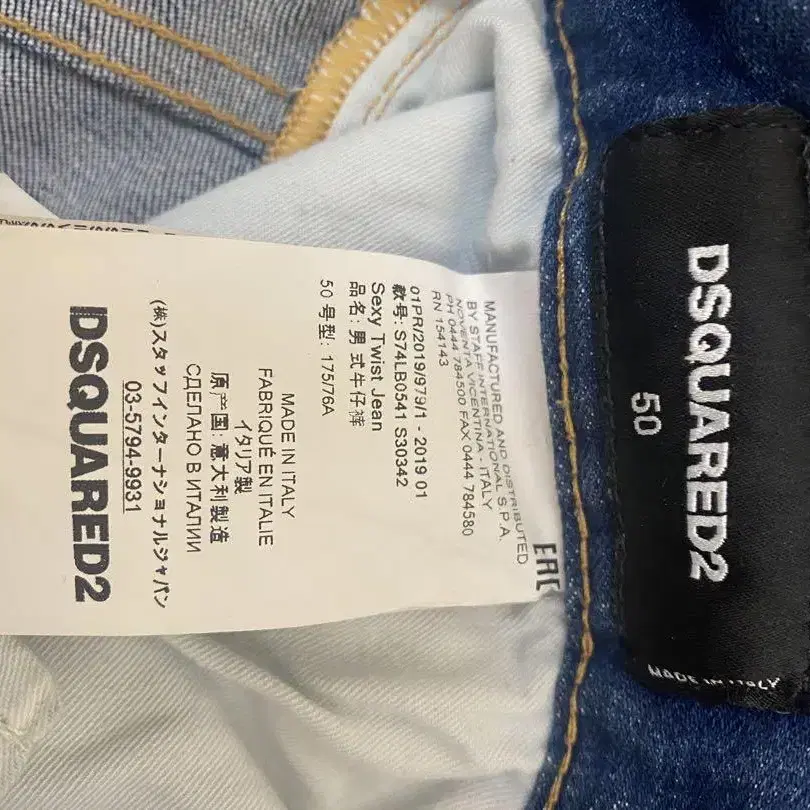 DSQUARED2
50
MADE IN ITALY
MANUFACTURED AND DISTRIBUTED
BY STAFF INTERNATIONAL S.P.A.
NOVENTA VICENTINA - ITALY
PH 0444 784500 FAX 0444 784580
RN 154143
EAC
01PR/2019/979/1 - 2019 01
款号: S74LB0541 S30342
Sexy Twist Jean
品名: 男式牛仔裤
50 号型: 175/76A
MADE IN ITALY
FABRIQUÉ EN ITALIE
イタリア製
原产国: 意大利製造
СДЕЛАНО В ИТАЛИИ
(株)スタッフインターナショナルジャパン
03-5794-9931
DSQUARED2